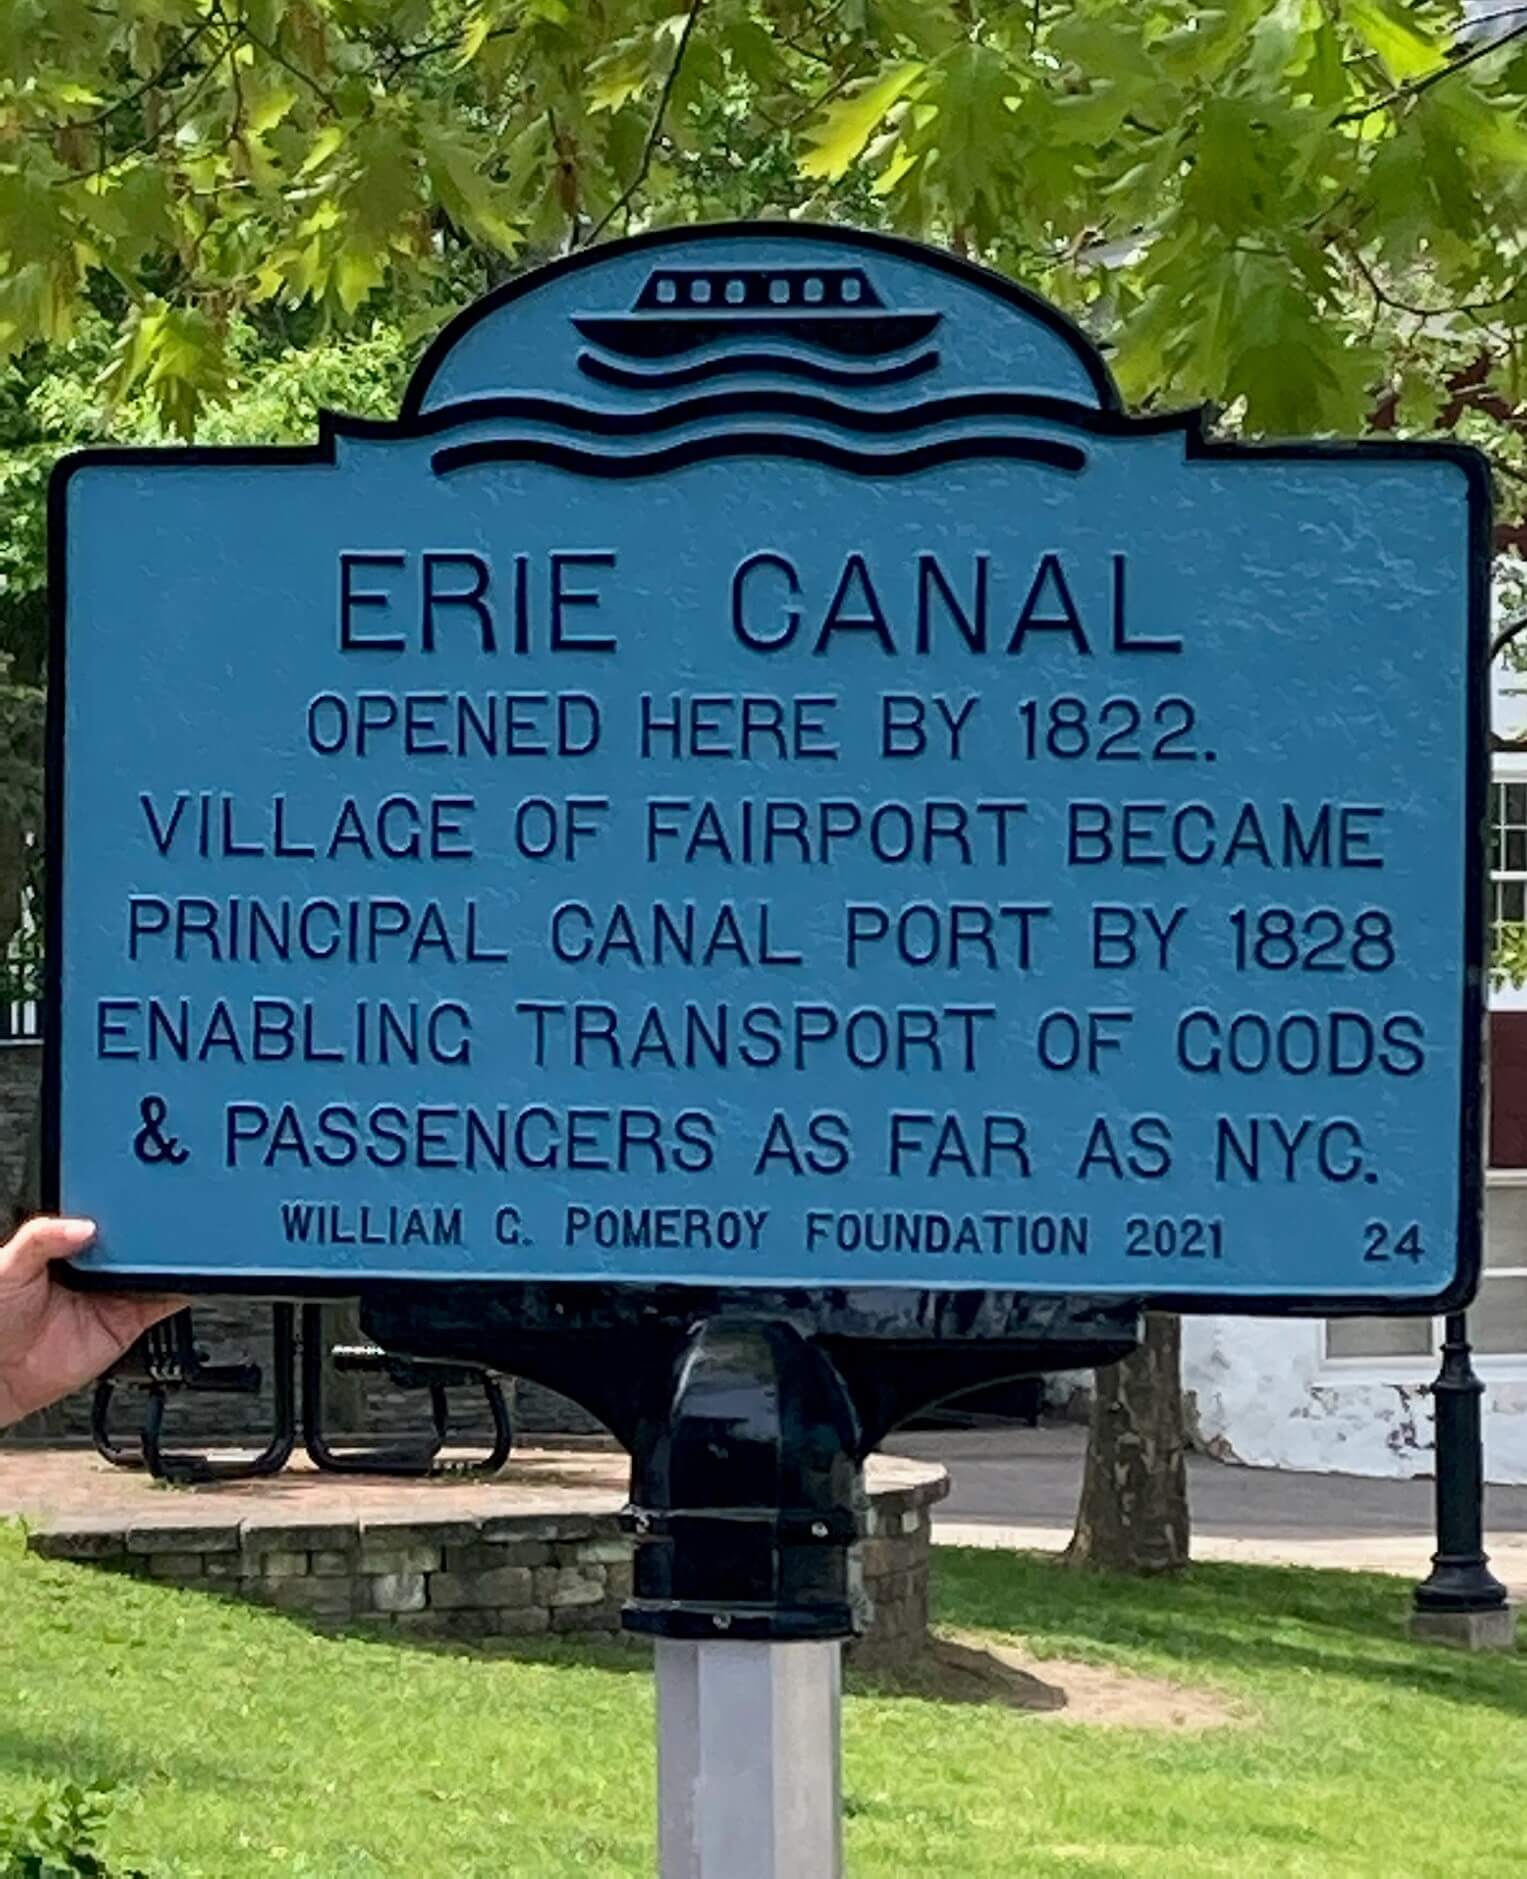 ERIE CANAL
OPENED HERE BY 1822.
VILLAGE OF FAIRPORT BECAME
PRINCIPAL CANAL PORT BY 1828
ENABLING TRANSPORT OF GOODS
& PASSENGERS AS FAR AS NYC.
WILLIAM G. POMEROY FOUNDATION 2021 24